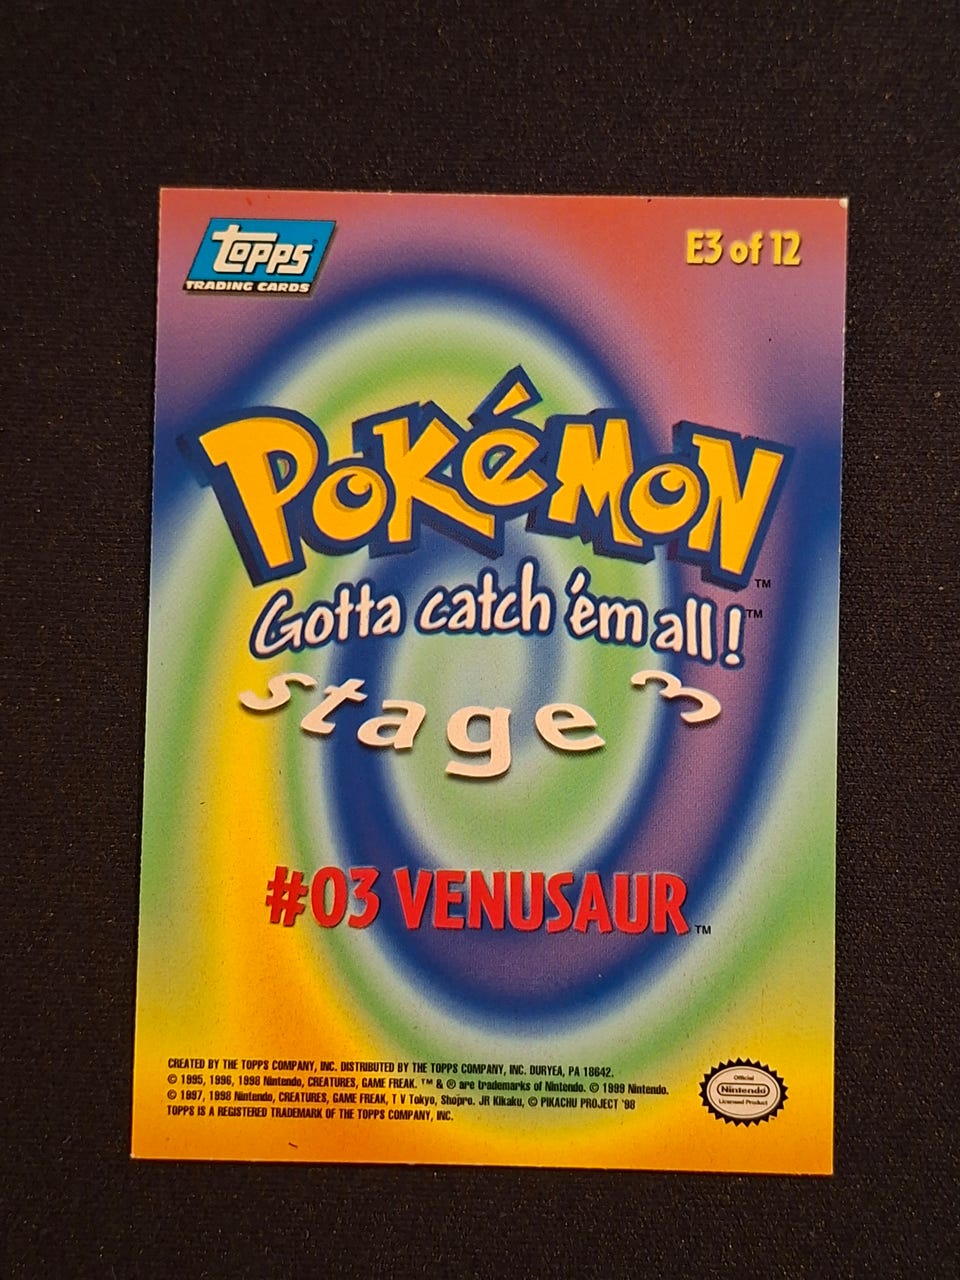 Topps®
TRADING CARDS
E3 of 12
POKéMON™
Gotta catch 'em all!™
stage 3
#03 VENUSAUR™
CREATED BY THE TOPPS COMPANY, INC. DISTRIBUTED BY THE TOPPS COMPANY, INC. DURYEA, PA 18642.
© 1995, 1996, 1998 Nintendo, CREATURES, GAME FREAK. ™ & ® are trademarks of Nintendo. © 1999 Nintendo.
© 1997, 1998 Nintendo, CREATURES, GAME FREAK, T V Tokyo, Shopro. JR Kikaku, © PIKACHU PROJECT '98
TOPPS IS A REGISTERED TRADEMARK OF THE TOPPS COMPANY, INC.
Official
Nintendo
Licensed Product